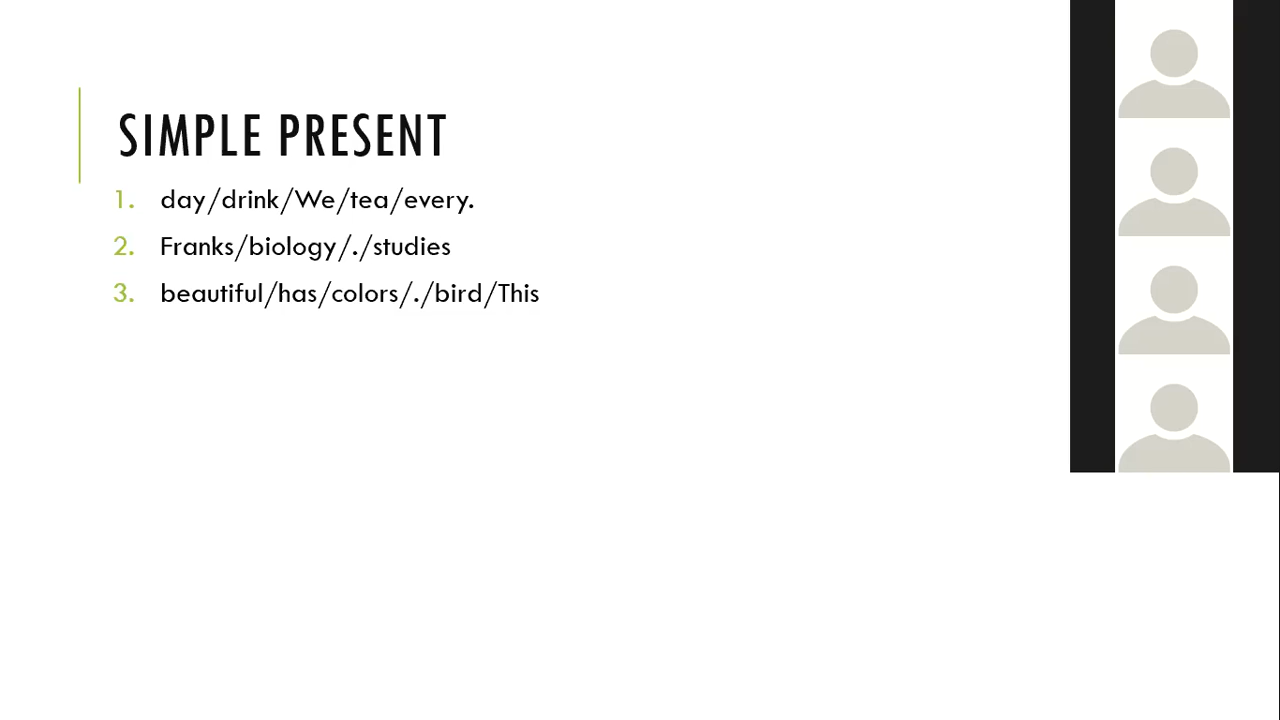 SIMPLE PRESENT
1. day/drink/We/tea/every.
2. Franks/biology/./studies
3. beautiful/has/colors/./bird/This